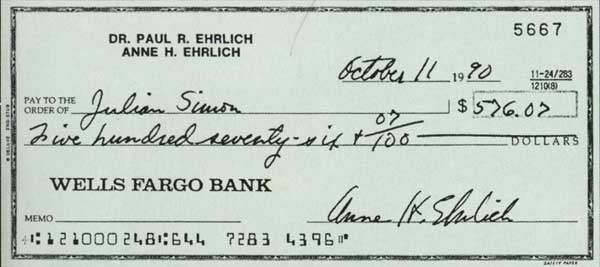 5667
DR. PAUL R. EHRLICH
ANNE H. EHRLICH
October 11 1990
11-24/283
1210(8)
PAY TO THE
ORDER OF Julian Simon $ 576.07
Five hundred seventy-six & 07/100 DOLLARS
WELLS FARGO BANK
MEMO Anne H. Ehrlich
⑆121000248⑆644 7283 4396⑈
SAFETY PAPER